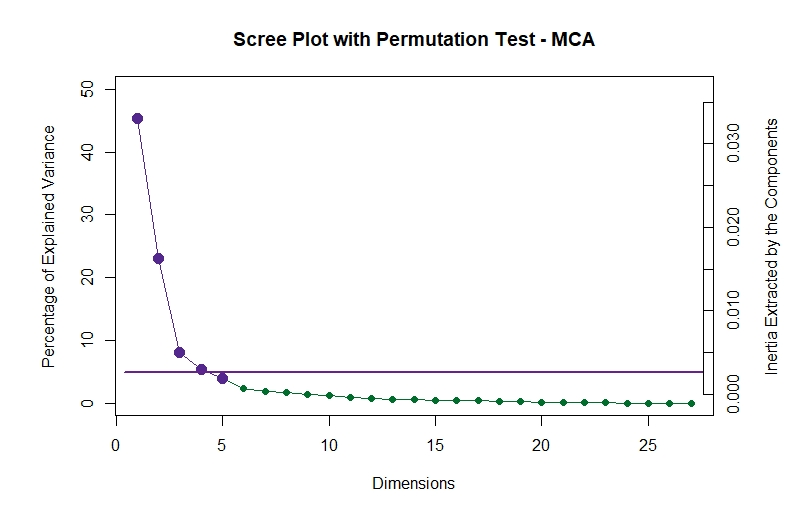 Scree Plot with Permutation Test - MCA
Percentage of Explained Variance
50
40
30
20
10
0
0.030
0.020
0.010
0.000
Inertia Extracted by the Components
0 5 10 15 20 25
Dimensions